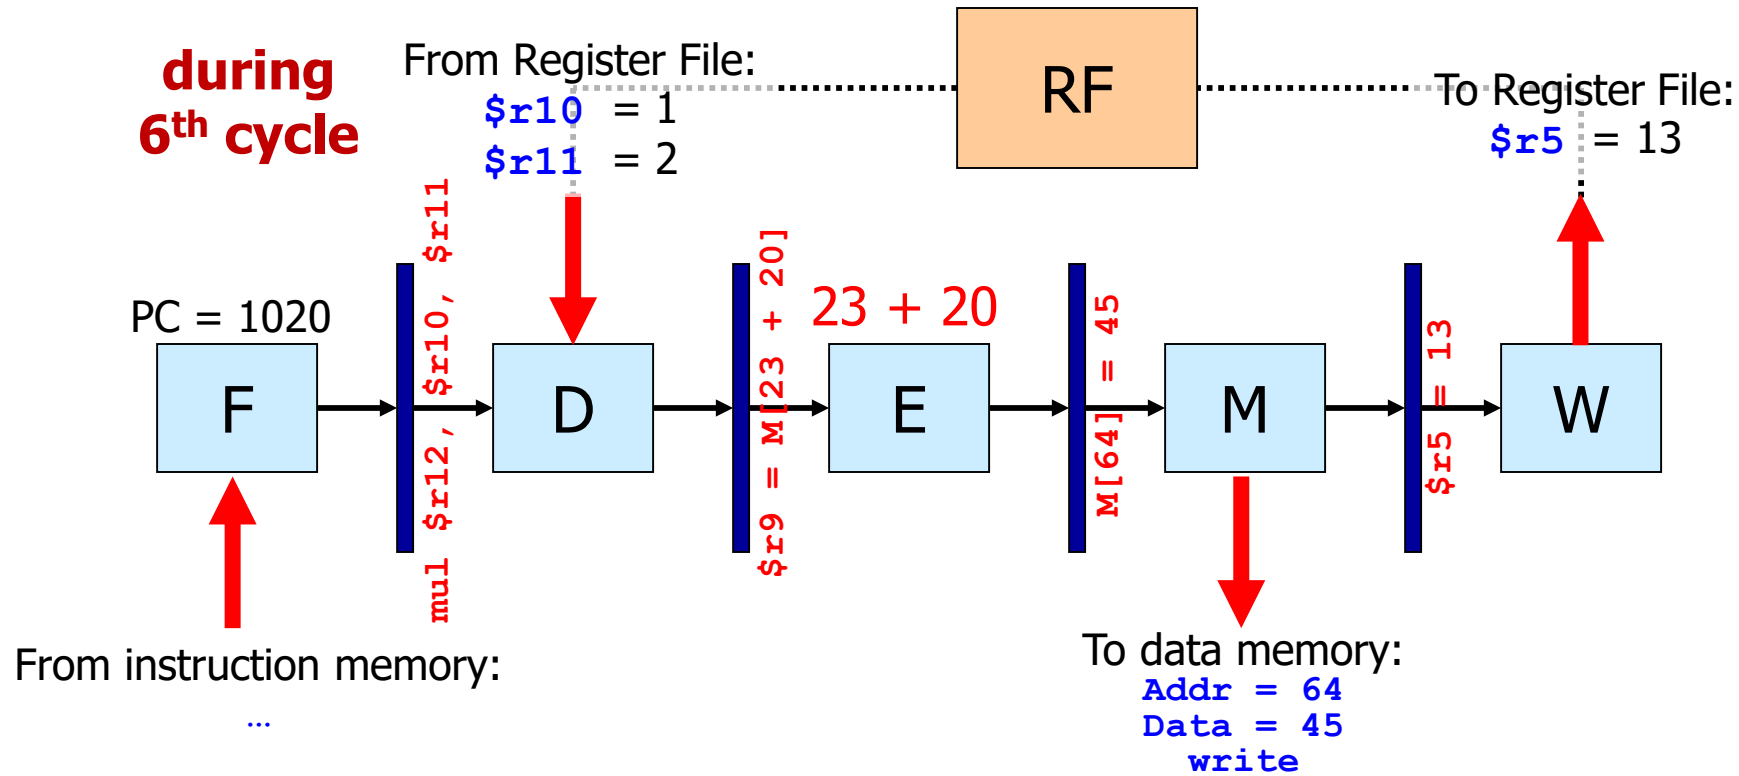 during
6th cycle
From Register File:
$r10 = 1
$r11 = 2
RF
To Register File:
$r5 = 13
PC = 1020
F
mul $r12, $r10, $r11
D
$r9 = M[23 + 20]
23 + 20
E
M[64] = 45
M
$r5 = 13
W
From instruction memory:
…
To data memory:
Addr = 64
Data = 45
write